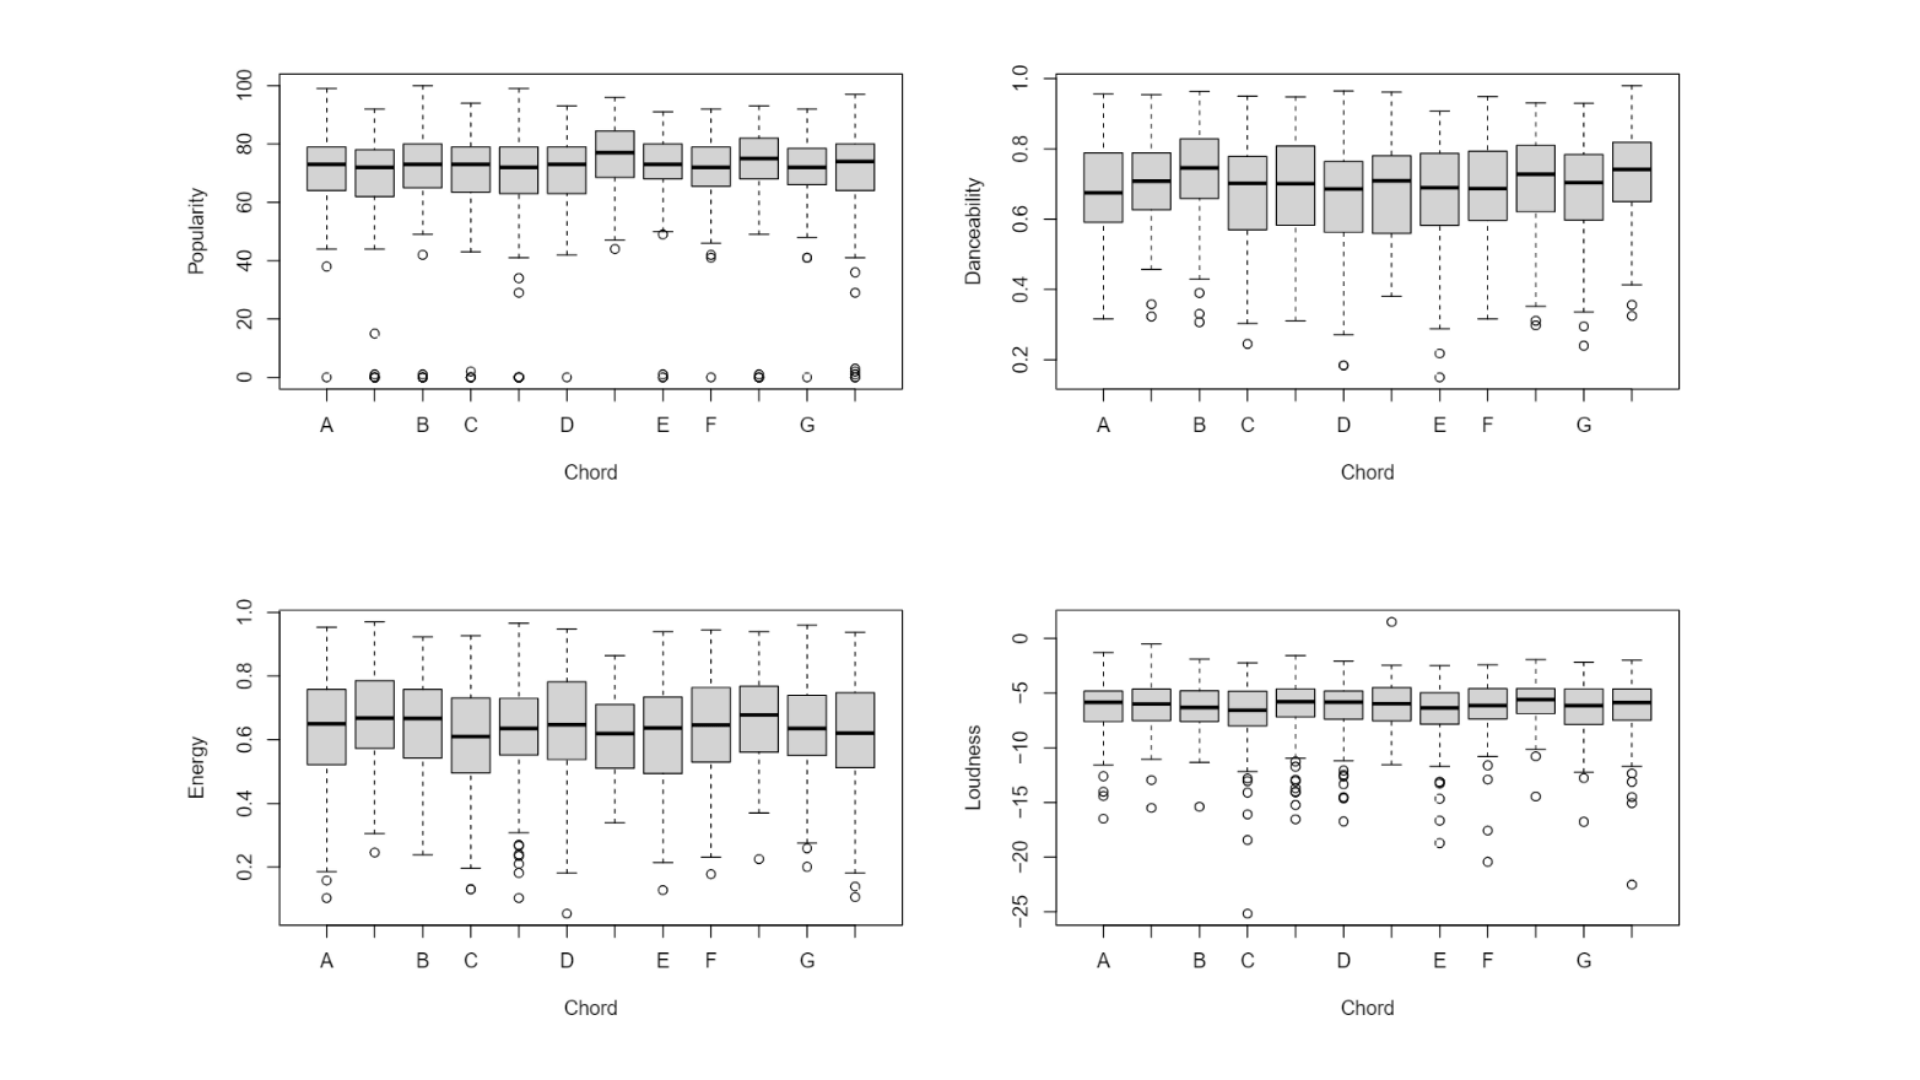 Popularity
100
80
60
40
20
0
A B C D E F G
Chord
Danceability
1.0
0.8
0.6
0.4
0.2
A B C D E F G
Chord
Energy
1.0
0.8
0.6
0.4
0.2
A B C D E F G
Chord
Loudness
0
−5
−10
−15
−20
−25
A B C D E F G
Chord